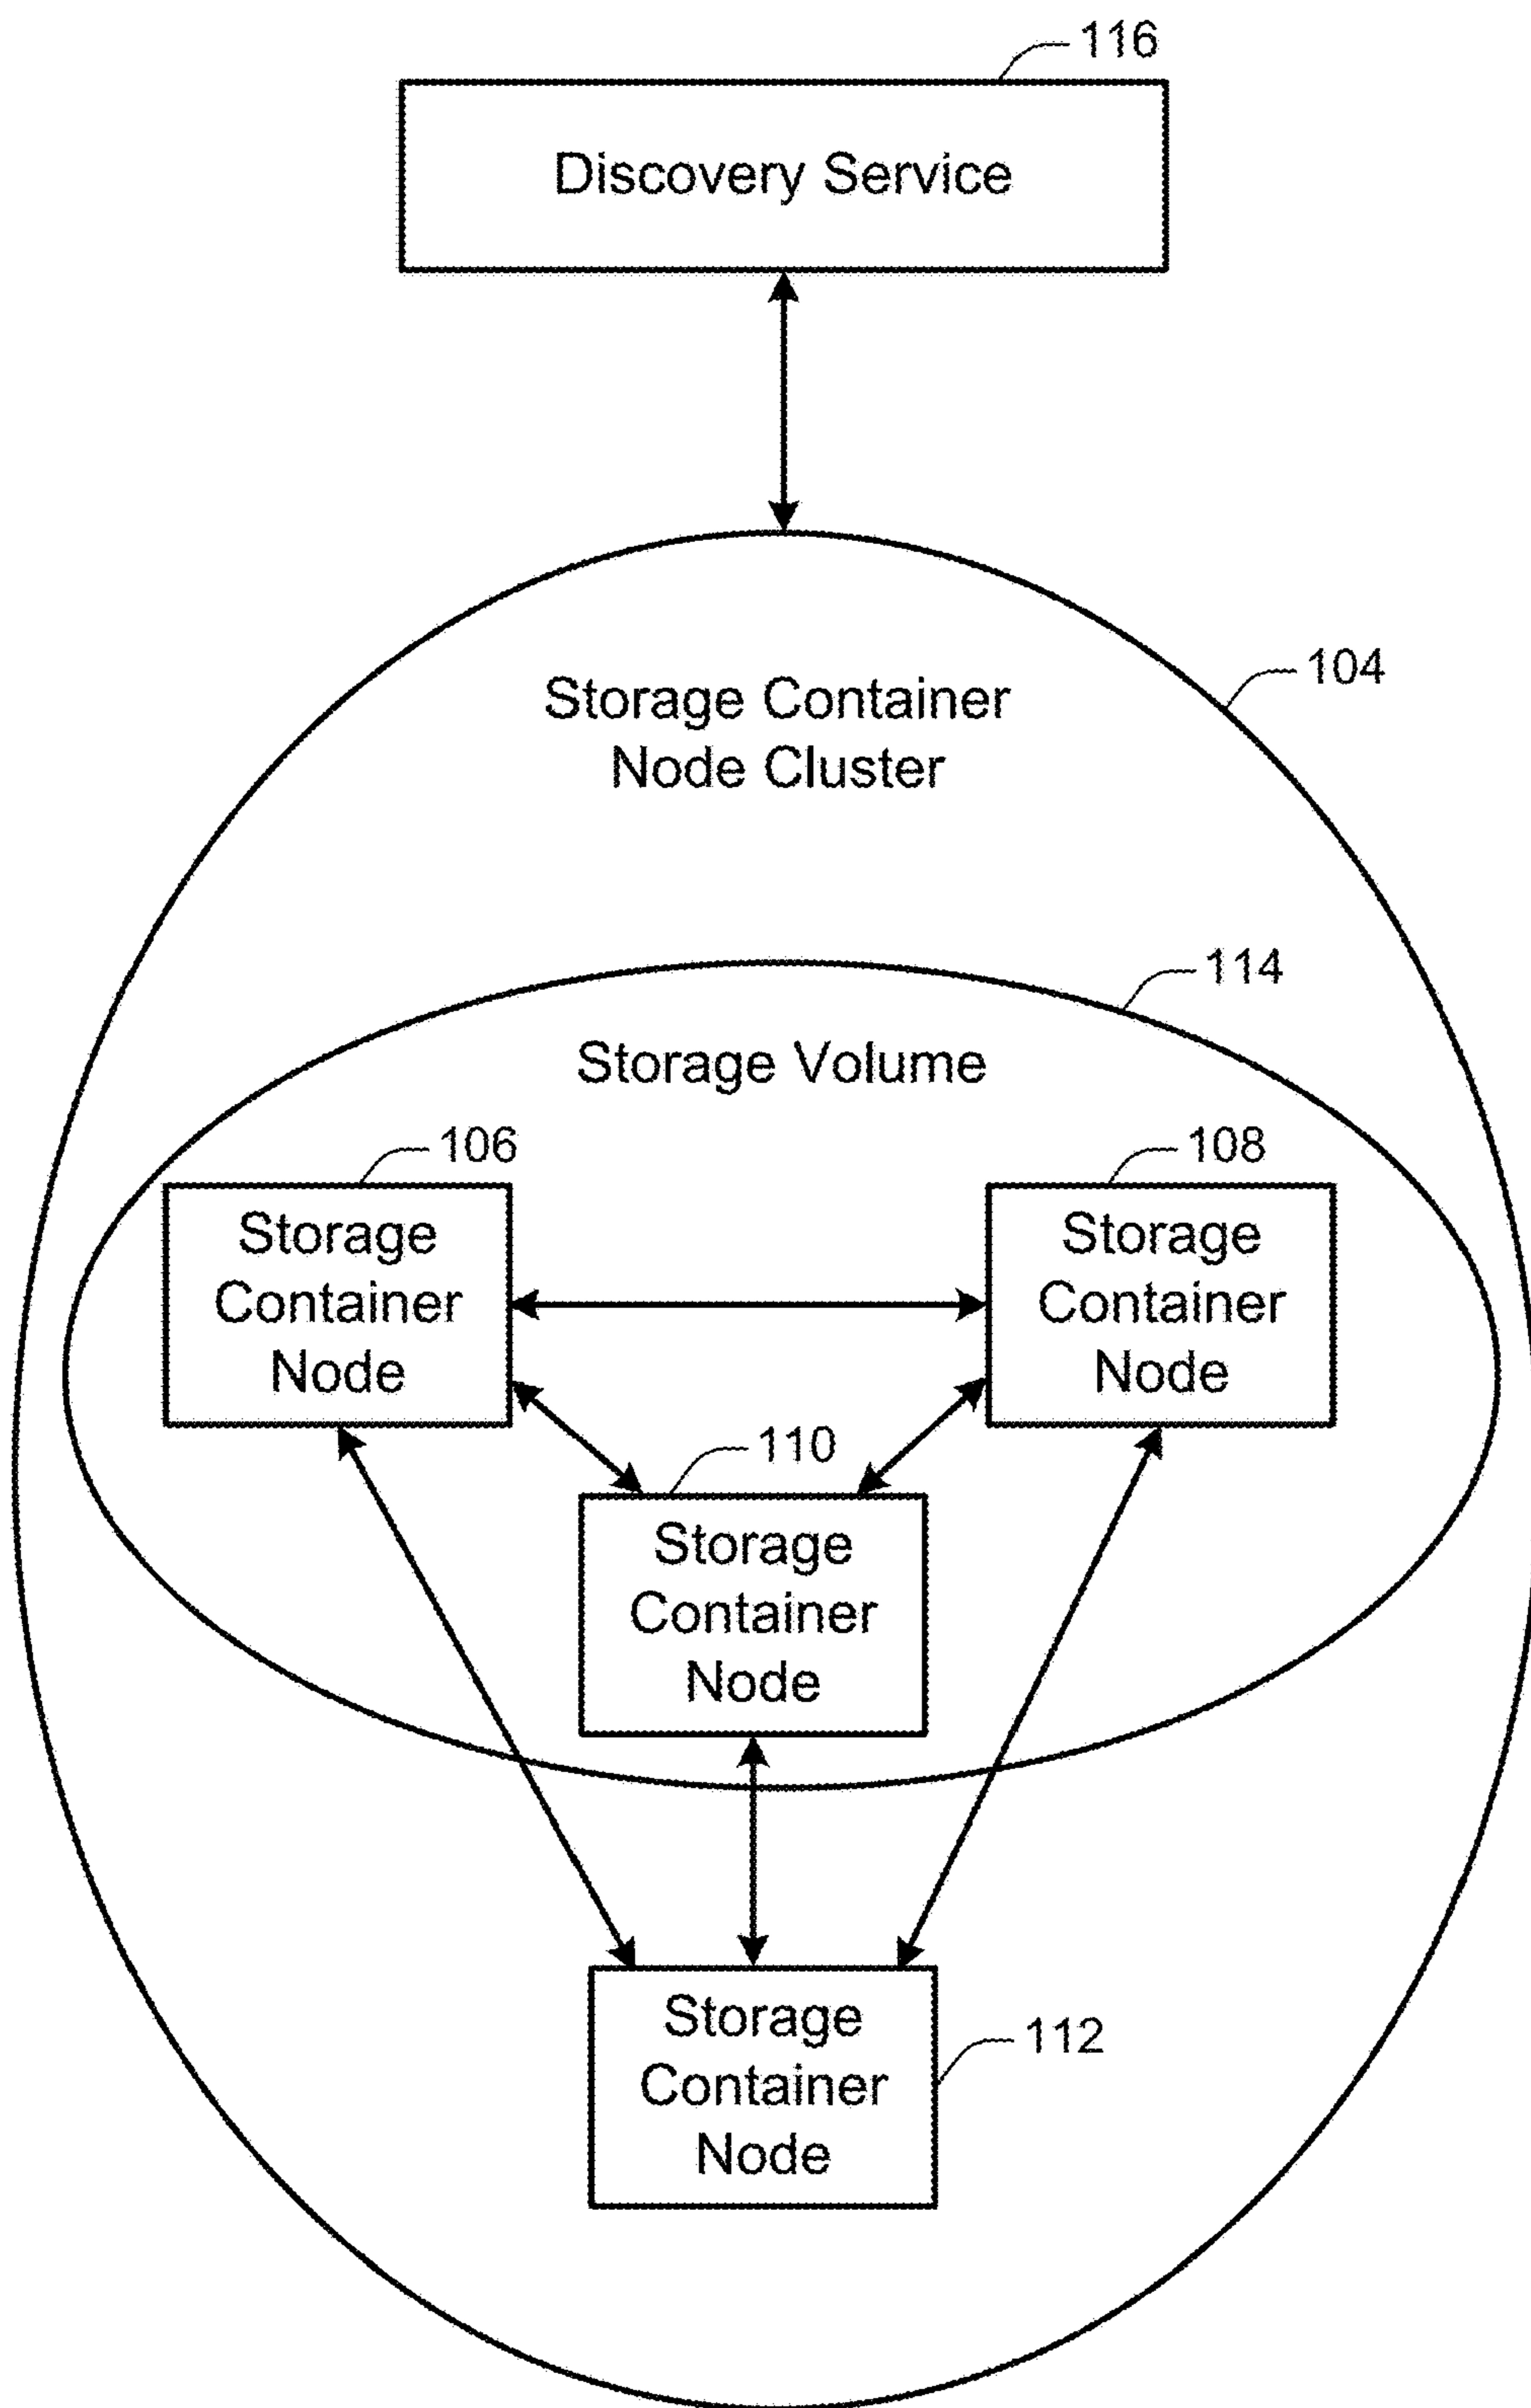 116
Discovery Service
104
Storage Container
Node Cluster
114
Storage Volume
106
108
Storage
Container
Node
Storage
Container
Node
110
Storage
Container
Node
Storage
Container
Node
112